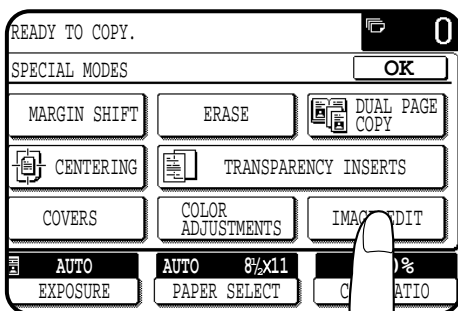 READY TO COPY.
0
SPECIAL MODES
OK
MARGIN SHIFT
ERASE
DUAL PAGE
COPY
CENTERING
TRANSPARENCY INSERTS
COVERS
COLOR
ADJUSTMENTS
EDIT
AUTO
AUTO 8½x11
%
EXPOSURE
PAPER SELECT